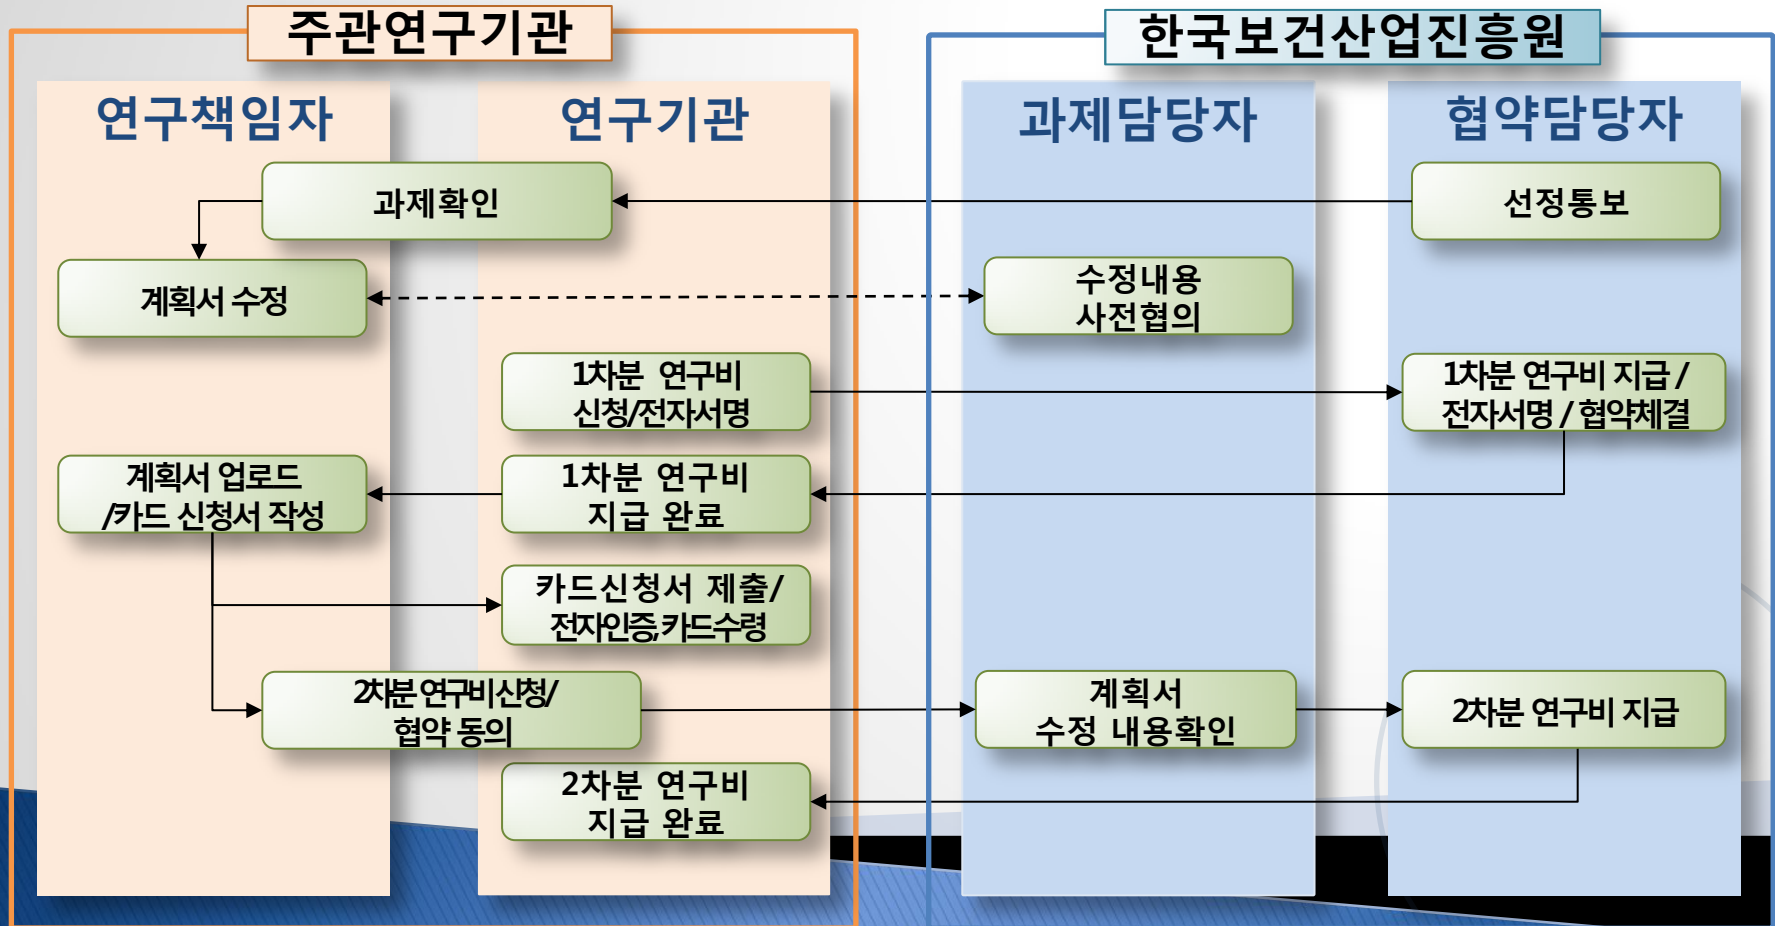 주관연구기관
한국보건산업진흥원
연구책임자
연구기관
과제담당자
협약담당자
과제확인
선정통보
계획서 수정
수정내용
사전협의
1차분 연구비
신청/전자서명
1차분 연구비 지급 /
전자서명 / 협약체결
계획서 업로드
/카드 신청서 작성
1차분 연구비
지급 완료
카드신청서 제출/
전자인증,카드수령
2차분 연구비신청/
협약 동의
계획서
수정 내용확인
2차분 연구비 지급
2차분 연구비
지급 완료